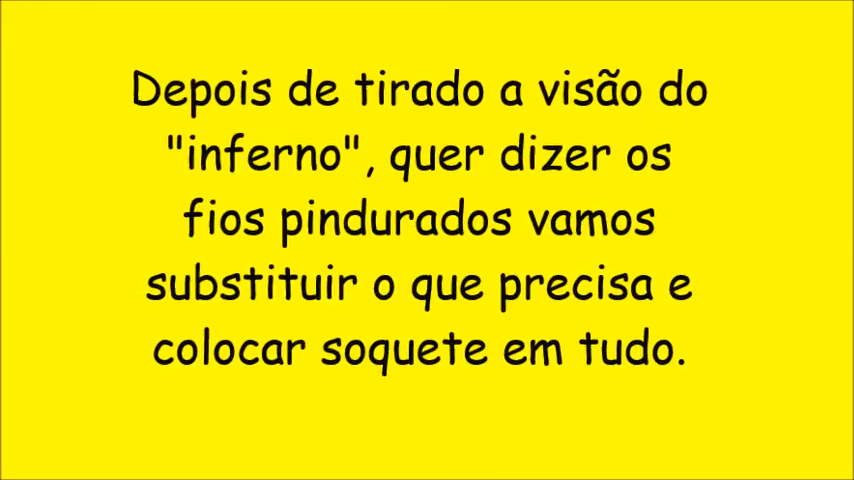 Depois de tirado a visão do
"inferno", quer dizer os
fios pindurados vamos
substituir o que precisa e
colocar soquete em tudo.